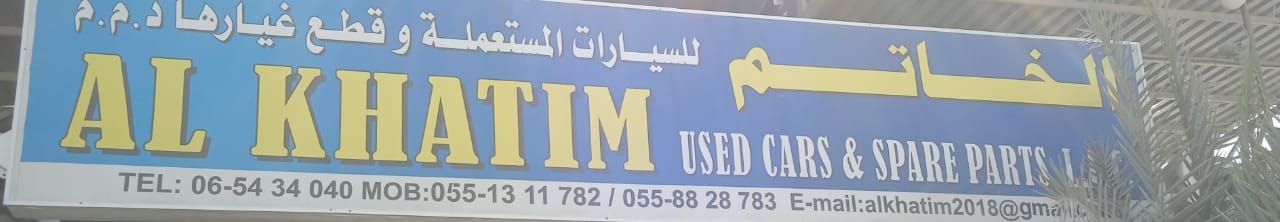 الخاتم
للسيارات المستعملة و قطع غيارها ذ.م.م
AL KHATIM
USED CARS & SPARE PARTS
TEL: 06-54 34 040 MOB:055-13 11 782 / 055-88 28 783 E-mail:alkhatim2018@gmail